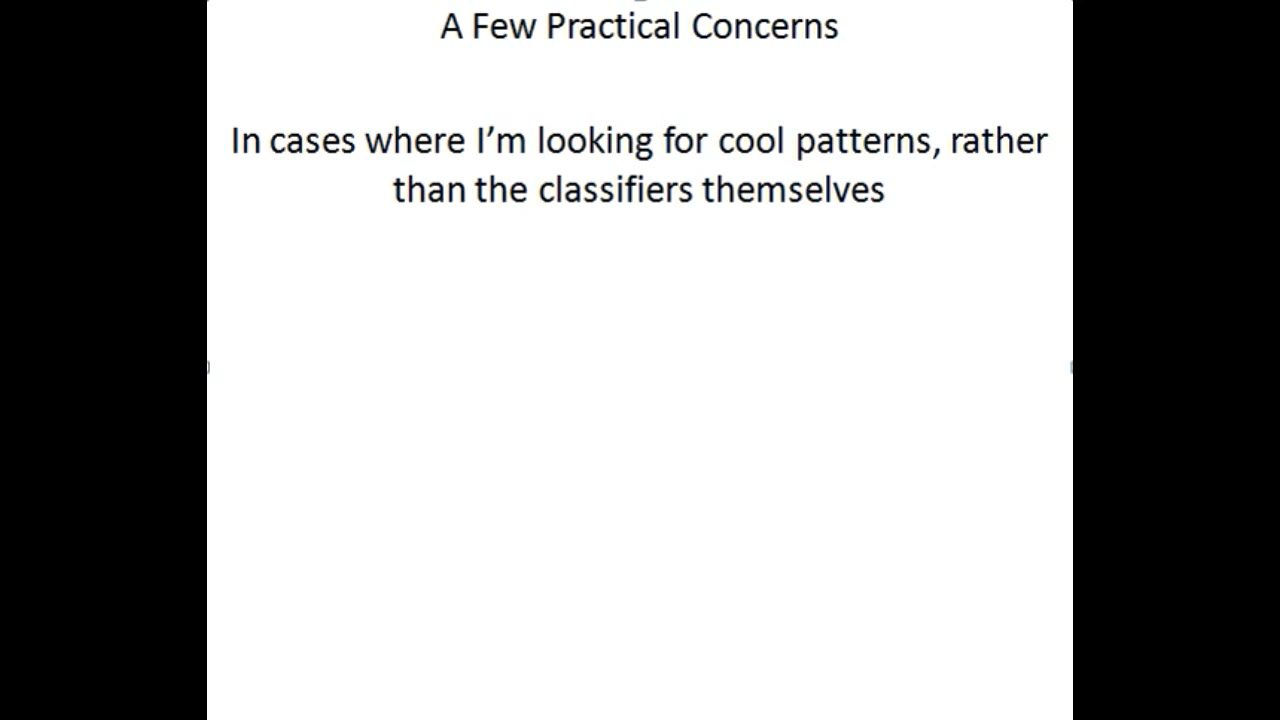 A Few Practical Concerns
In cases where I’m looking for cool patterns, rather
than the classifiers themselves